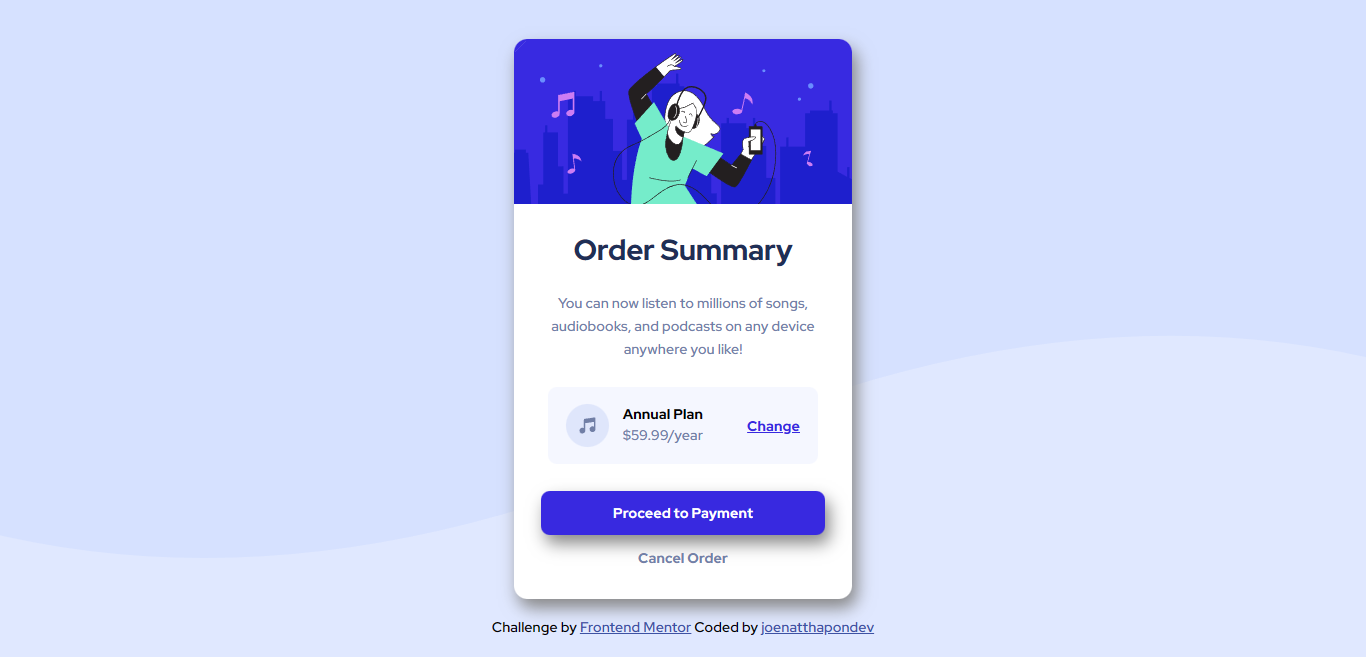 Order Summary
You can now listen to millions of songs,
audiobooks, and podcasts on any device
anywhere you like!
Annual Plan
$59.99/year
Change
Proceed to Payment
Cancel Order
Challenge by Frontend Mentor Coded by joenatthapondev